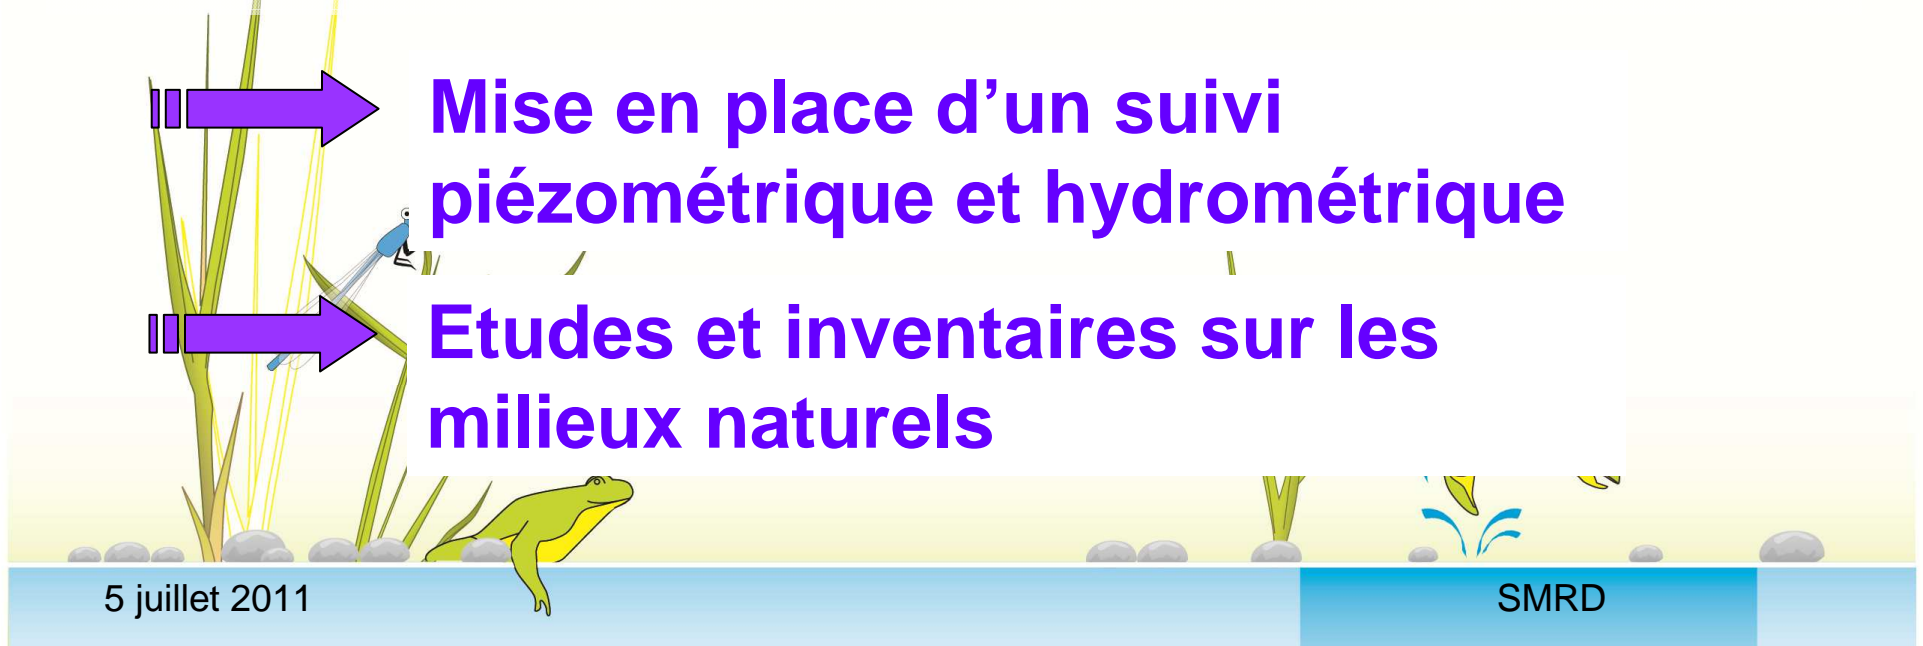 Mise en place d’un suivi
piézométrique et hydrométrique
Etudes et inventaires sur les
milieux naturels
5 juillet 2011
SMRD